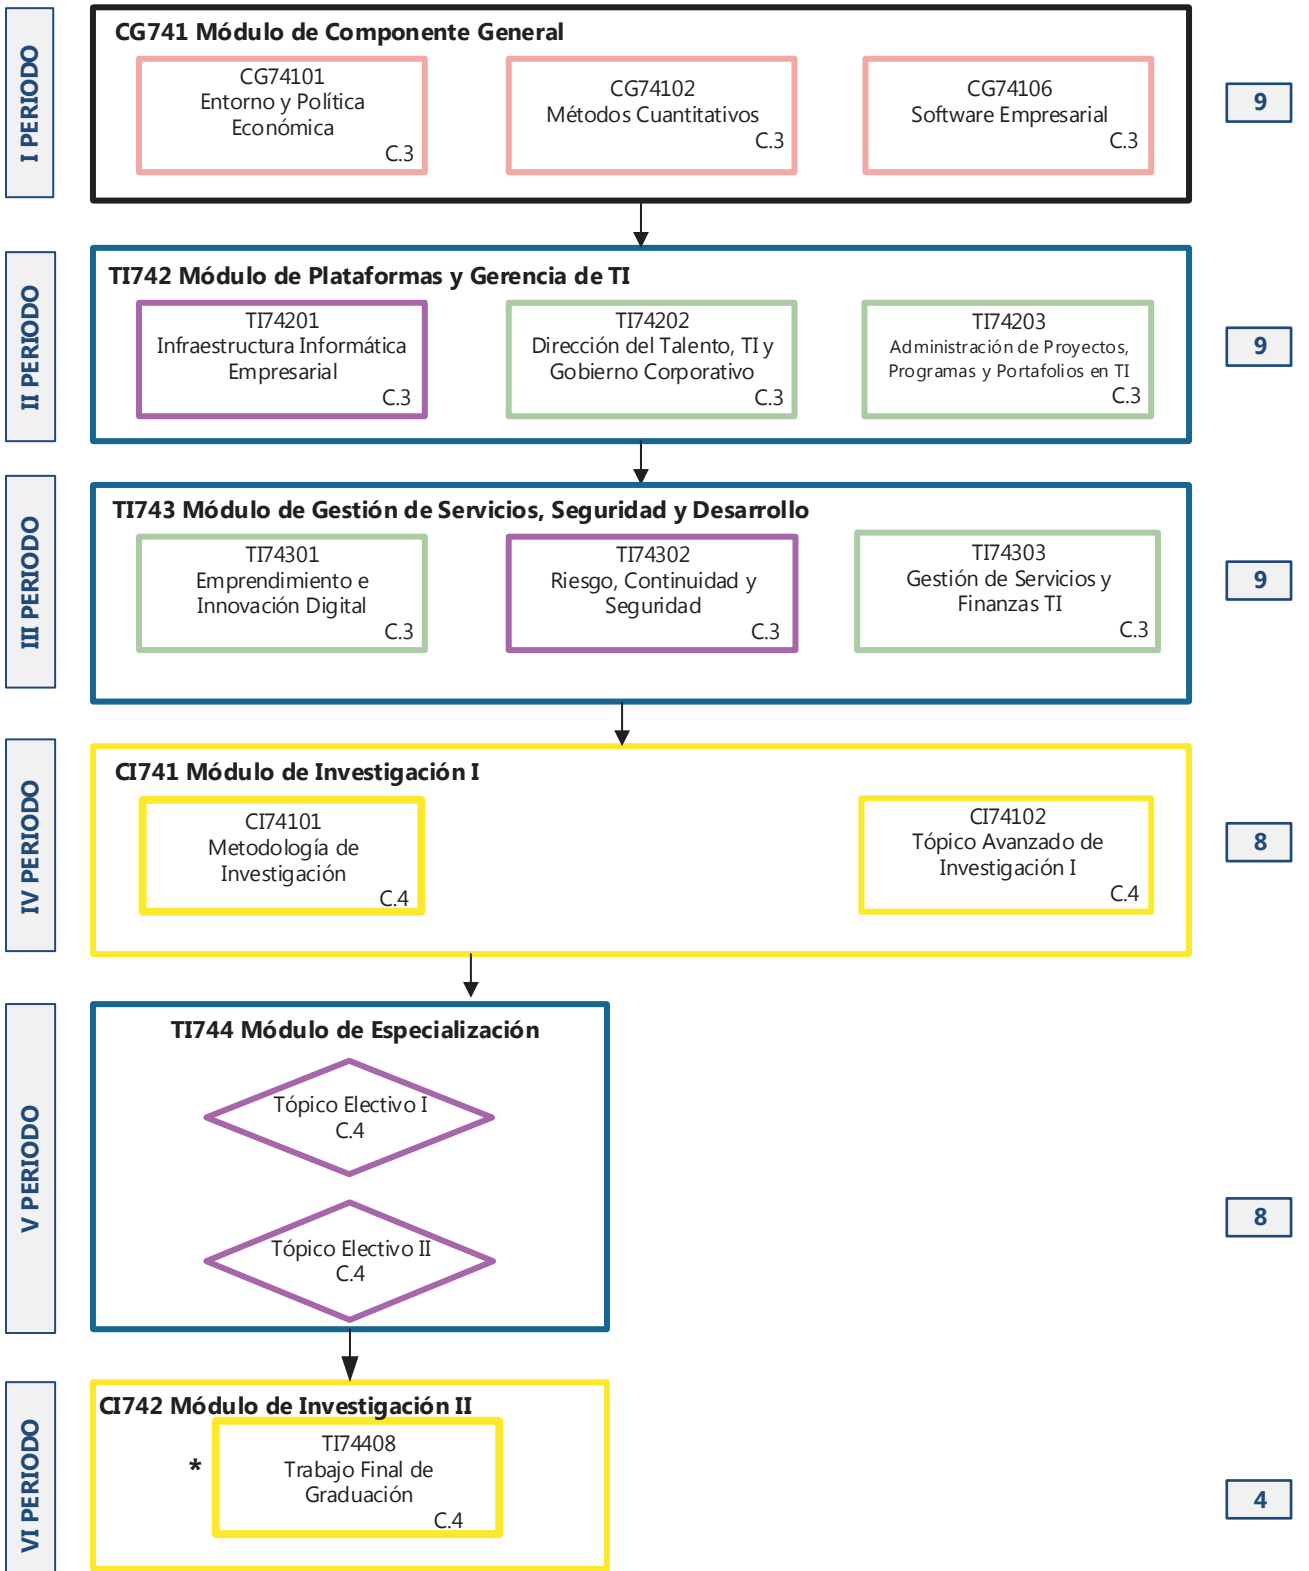 I PERIODO
CG741 Módulo de Componente General
CG74101
Entorno y Política
Económica
C.3
CG74102
Métodos Cuantitativos
C.3
CG74106
Software Empresarial
C.3
9
II PERIODO
TI742 Módulo de Plataformas y Gerencia de TI
TI74201
Infraestructura Informática
Empresarial
C.3
TI74202
Dirección del Talento, TI y
Gobierno Corporativo
C.3
TI74203
Administración de Proyectos,
Programas y Portafolios en TI
C.3
9
III PERIODO
TI743 Módulo de Gestión de Servicios, Seguridad y Desarrollo
TI74301
Emprendimiento e
Innovación Digital
C.3
TI74302
Riesgo, Continuidad y
Seguridad
C.3
TI74303
Gestión de Servicios y
Finanzas TI
C.3
9
IV PERIODO
CI741 Módulo de Investigación I
CI74101
Metodología de
Investigación
C.4
CI74102
Tópico Avanzado de
Investigación I
C.4
8
V PERIODO
TI744 Módulo de Especialización
Tópico Electivo I
C.4
Tópico Electivo II
C.4
8
VI PERIODO
CI742 Módulo de Investigación II
*
TI74408
Trabajo Final de
Graduación
C.4
4